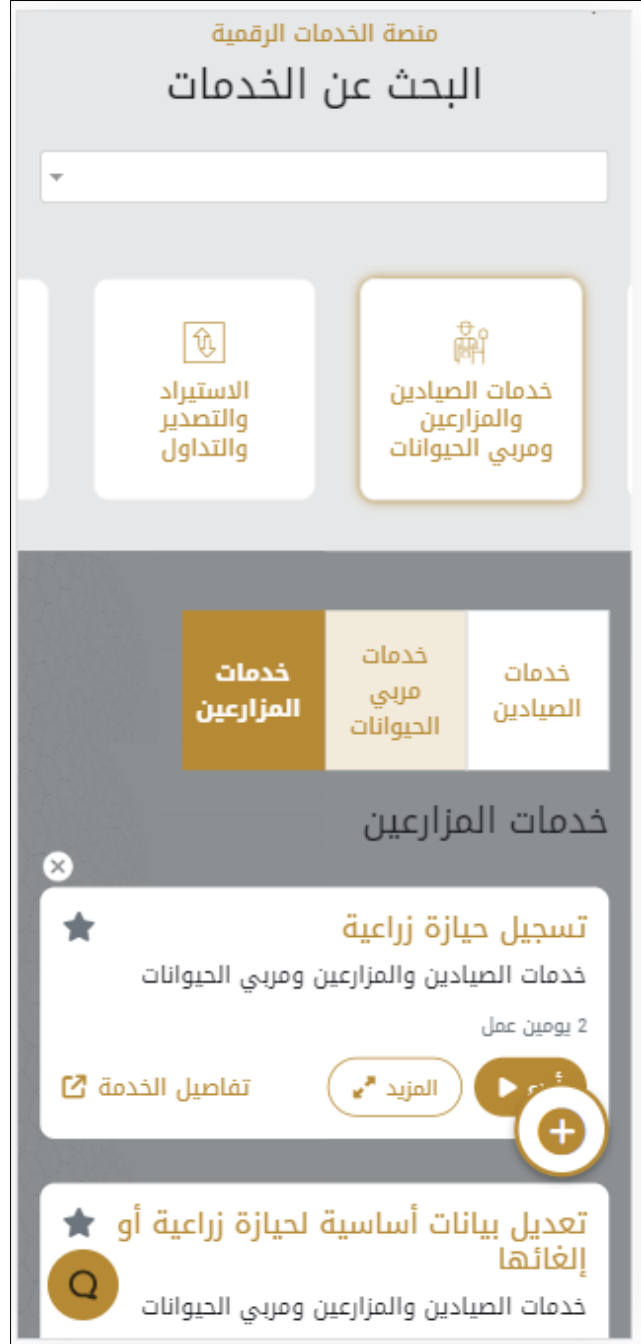 منصة الخدمات الرقمية
البحث عن الخدمات
خدمات الصيادين
والمزارعين
ومربي الحيوانات
الاستيراد
والتصدير
والتداول
خدمات
الصيادين
خدمات
مربي
الحيوانات
خدمات
المزارعين
خدمات المزارعين
تسجيل حيازة زراعية
خدمات الصيادين والمزارعين ومربي الحيوانات
2 يومين عمل
المزيد
تفاصيل الخدمة
تعديل بيانات أساسية لحيازة زراعية أو
إلغائها
خدمات الصيادين والمزارعين ومربي الحيوانات